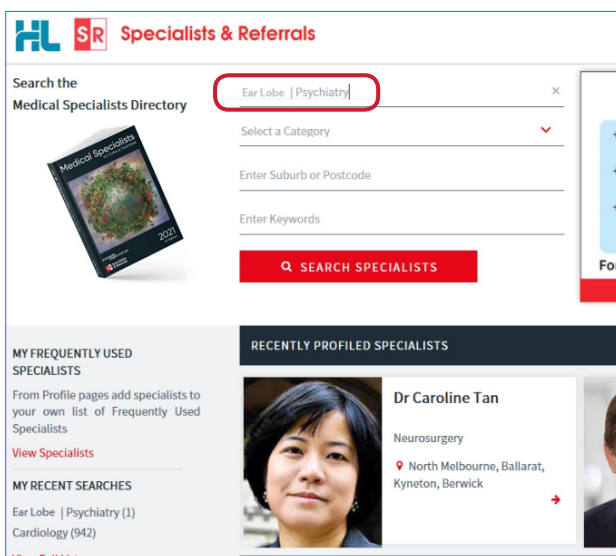 HL SR Specialists & Referrals
Search the
Medical Specialists Directory
Ear Lobe | Psychiatry
Select a Category
Enter Suburb or Postcode
Enter Keywords
SEARCH SPECIALISTS
Medical Specialists
2021
Fo
MY FREQUENTLY USED
SPECIALISTS
From Profile pages add specialists to
your own list of Frequently Used
Specialists
View Specialists
MY RECENT SEARCHES
Ear Lobe | Psychiatry (1)
Cardiology (942)
RECENTLY PROFILED SPECIALISTS
Dr Caroline Tan
Neurosurgery
North Melbourne, Ballarat,
Kyneton, Berwick